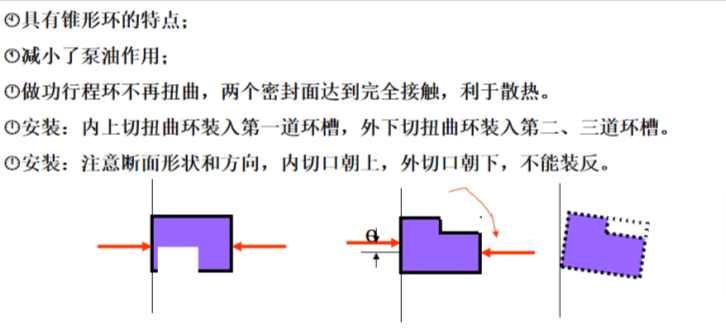 具有锥形环的特点；
减小了泵油作用；
做功行程环不再扭曲，两个密封面达到完全接触，利于散热。
安装：内上切扭曲环装入第一道环槽，外下切扭曲环装入第二、三道环槽。
安装：注意断面形状和方向，内切口朝上，外切口朝下，不能装反。
e